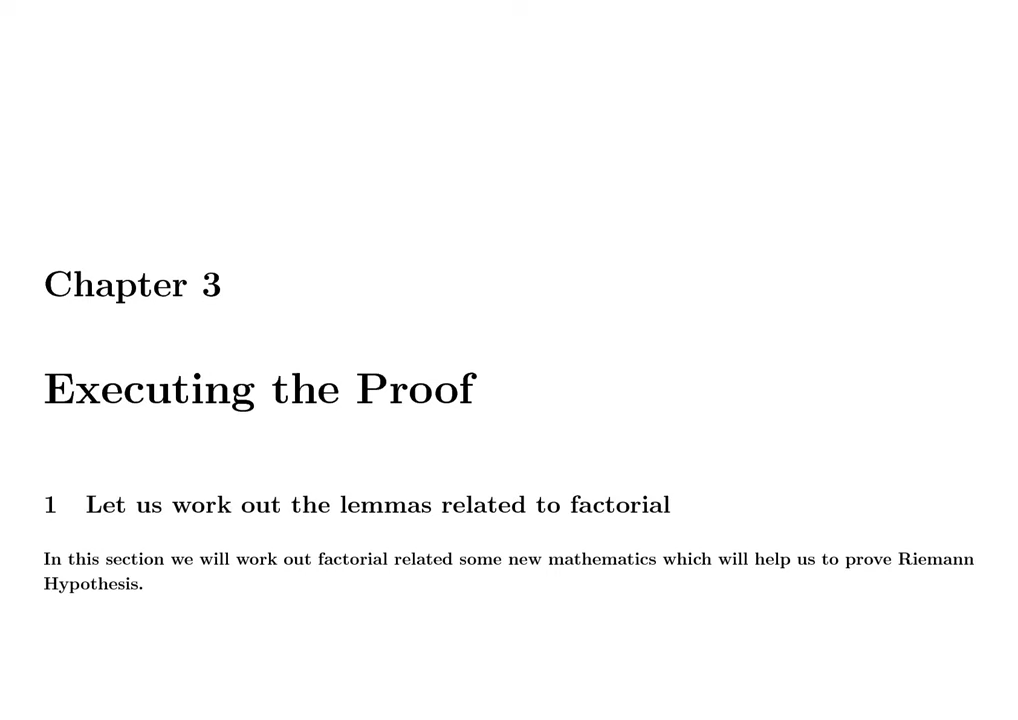 Chapter 3
Executing the Proof
1 Let us work out the lemmas related to factorial
In this section we will work out factorial related some new mathematics which will help us to prove Riemann
Hypothesis.